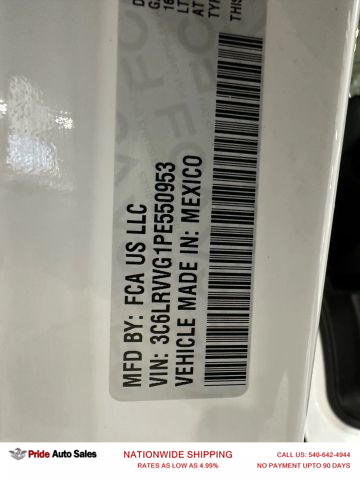 MFD BY: FCA US LLC
VIN: 3C6LRVVG1PE550953
VEHICLE MADE IN: MEXICO
Pride Auto Sales
NATIONWIDE SHIPPING
RATES AS LOW AS 4.99%
CALL US: 540-642-4944
NO PAYMENT UPTO 90 DAYS